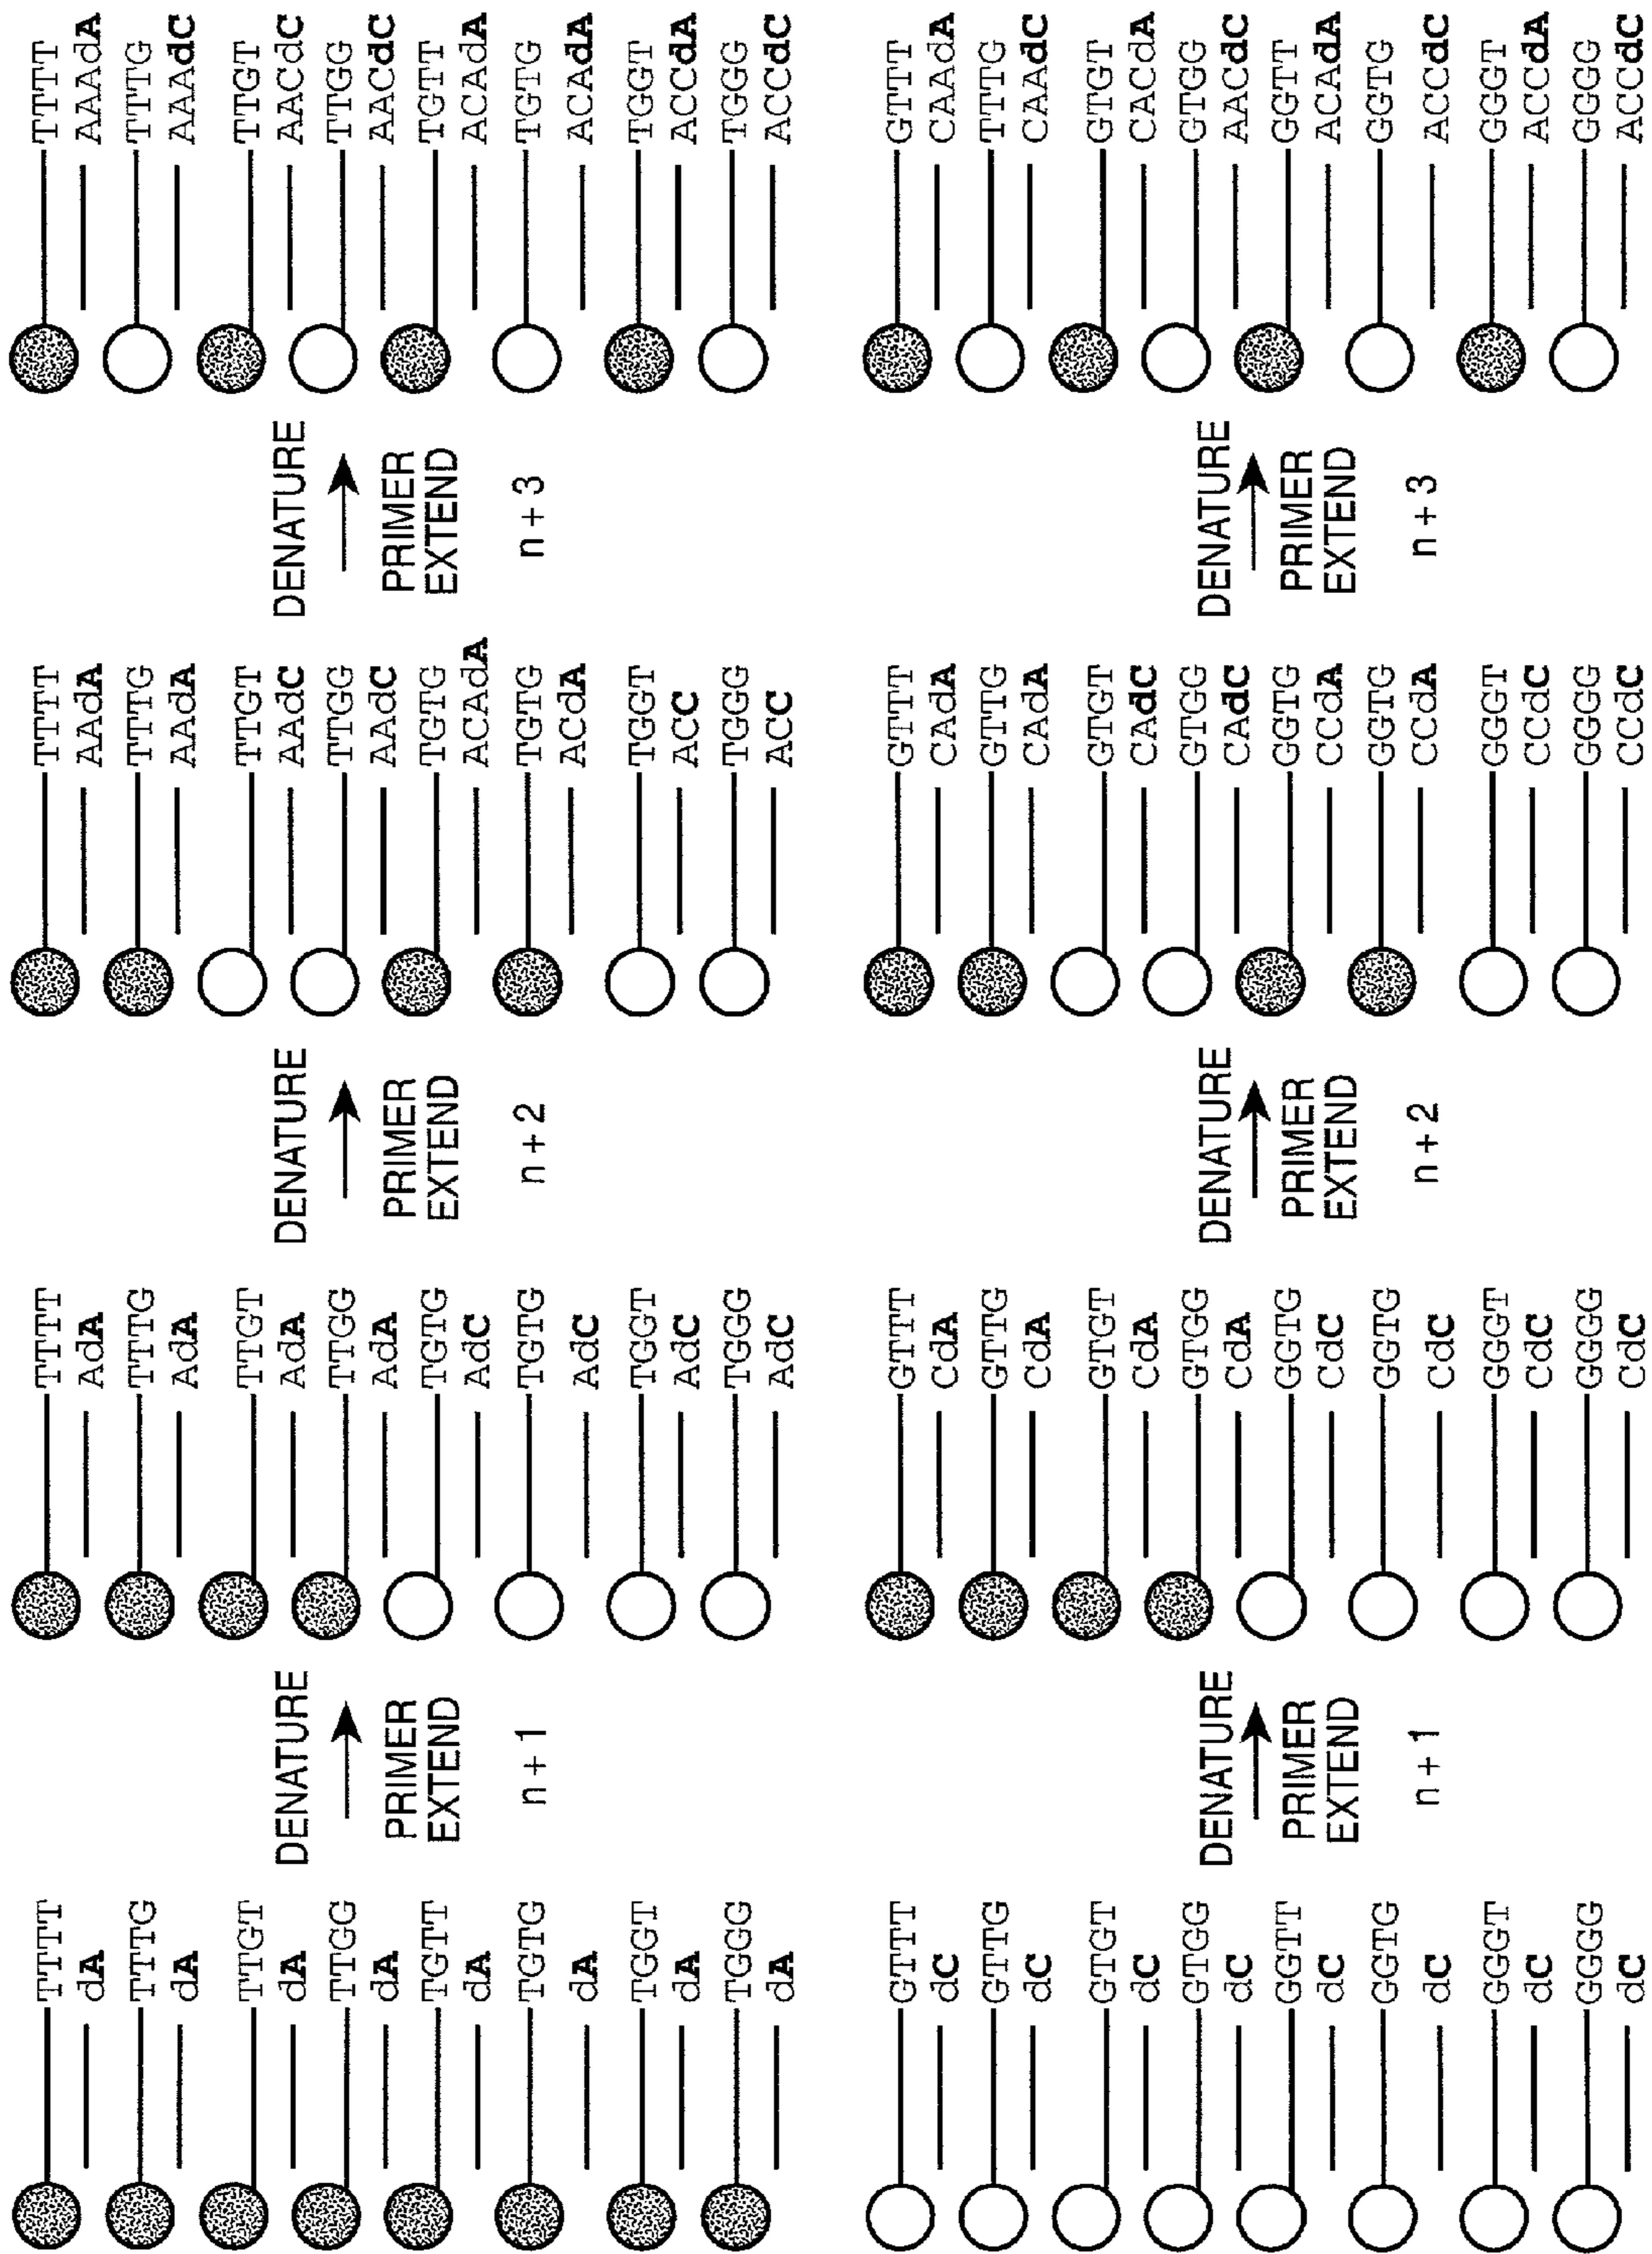 TTTT
dA
TTTG
dA
TTGT
dA
TTGG
dA
TGTT
dA
TGTG
dA
TGGT
dA
TGGG
dA
DENATURE
PRIMER
EXTEND
n + 1
TTTT
AdA
TTTG
AdA
TTGT
AdA
TTGG
AdA
TGTG
AdC
TGTG
AdC
TGGT
AdC
TGGG
AdC
DENATURE
PRIMER
EXTEND
n + 2
TTTT
AAdA
TTTG
AAdA
TTGT
AAdC
TTGG
AAdC
TGTG
ACAdA
TGTG
ACdA
TGGT
ACC
TGGG
ACC
DENATURE
PRIMER
EXTEND
n + 3
TTTT
AAAdA
TTTG
AAAdC
TTGT
AACdC
TTGG
AACdC
TGTT
ACAdA
TGTG
ACAdA
TGGT
ACCdA
TGGG
ACCdC
GTTT
dC
GTTG
dC
GTGT
dC
GTGG
dC
GGTT
dC
GGTG
dC
GGGT
dC
GGGG
dC
DENATURE
PRIMER
EXTEND
n + 1
GTTT
CdA
GTTG
CdA
GTGT
CdA
GTGG
CdA
GGTG
CdC
GGTG
CdC
GGGT
CdC
GGGG
CdC
DENATURE
PRIMER
EXTEND
n + 2
GTTT
CAdA
GTTG
CAdA
GTGT
CAdC
GTGG
CAdC
GGTG
CCdA
GGTG
CCdA
GGGT
CCdC
GGGG
CCdC
DENATURE
PRIMER
EXTEND
n + 3
GTTT
CAAdA
TTTG
CAAdC
GTGT
CACdA
GTGG
AACdC
GGTT
ACAdA
GGTG
ACCdC
GGGT
ACCdA
GGGG
ACCdC